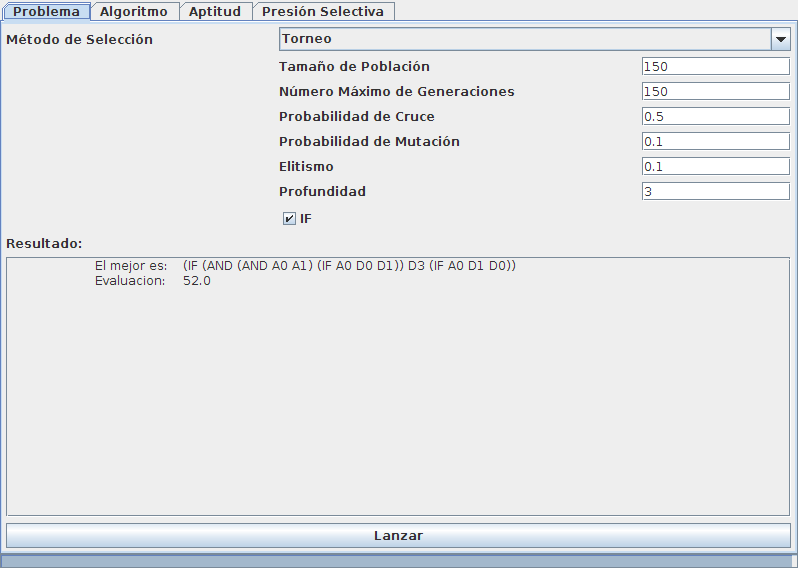 Problema Algoritmo Aptitud Presión Selectiva
Método de Selección Torneo
Tamaño de Población 150
Número Máximo de Generaciones 150
Probabilidad de Cruce 0.5
Probabilidad de Mutación 0.1
Elitismo 0.1
Profundidad 3
IF
Resultado:
El mejor es: (IF (AND (AND A0 A1) (IF A0 D0 D1)) D3 (IF A0 D1 D0))
Evaluacion: 52.0
Lanzar